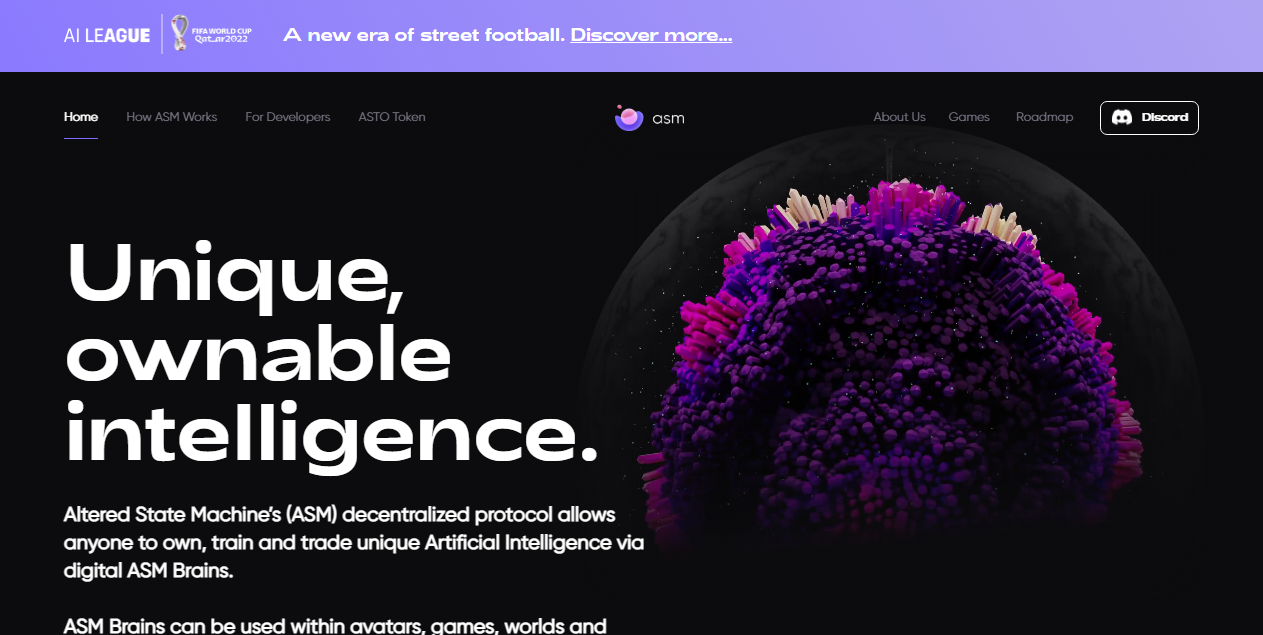 AI LEAGUE
FIFA WORLD CUP
Qatar2022
A new era of street football. Discover more...
Home
How ASM Works
For Developers
ASTO Token
asm
About Us
Games
Roadmap
Discord
Unique,
ownable
intelligence.
Altered State Machine's (ASM) decentralized protocol allows
anyone to own, train and trade unique Artificial Intelligence via
digital ASM Brains.
ASM Brains can be used within avatars, games, worlds and